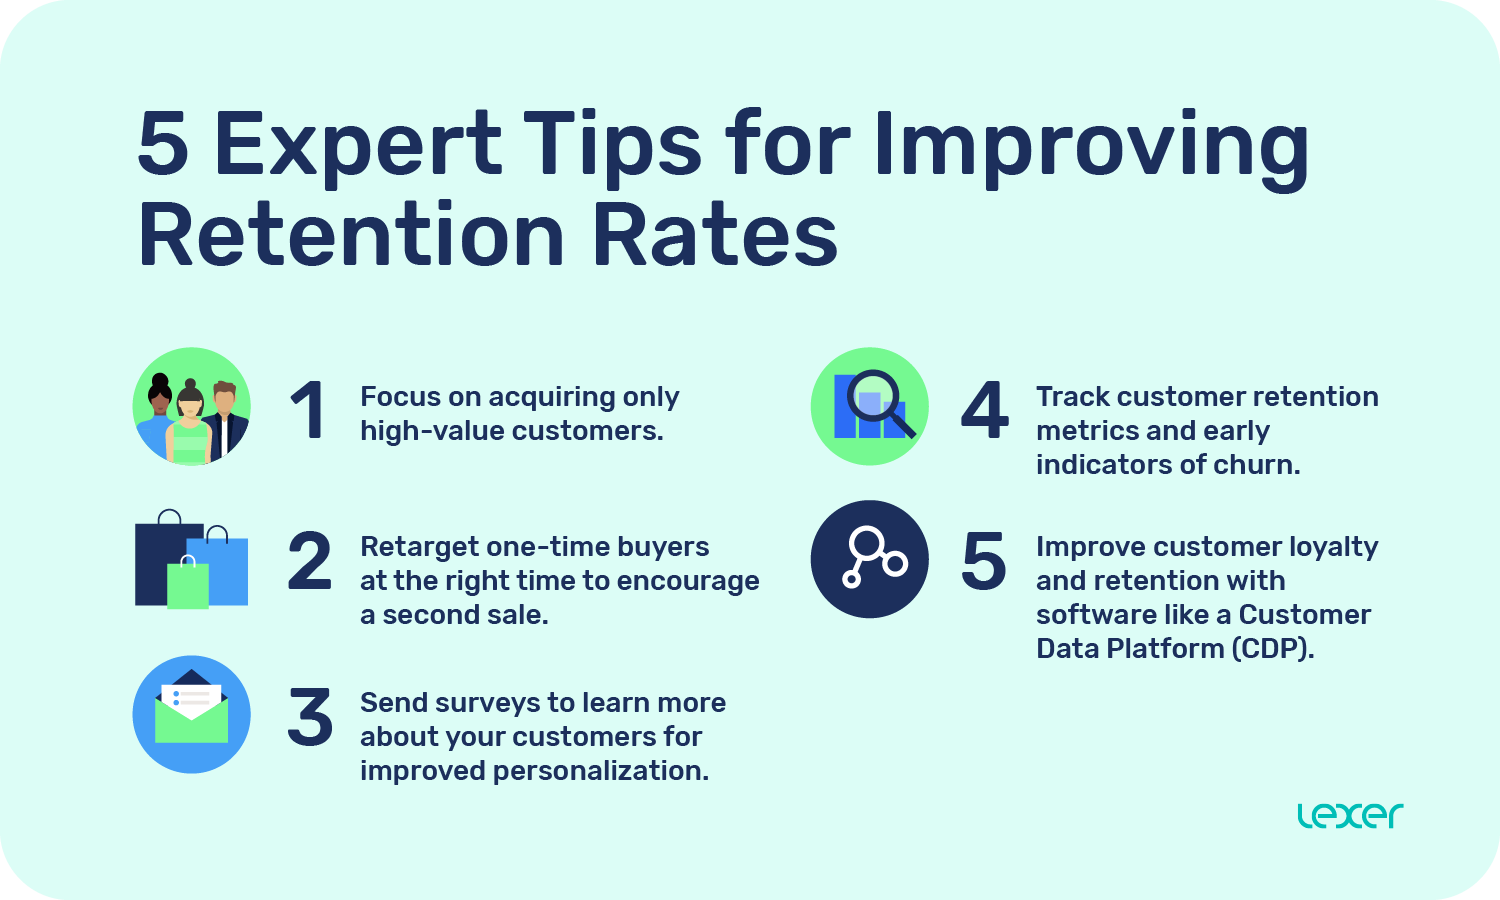 5 Expert Tips for Improving
Retention Rates
1
Focus on acquiring only
high-value customers.
2
Retarget one-time buyers
at the right time to encourage
a second sale.
3
Send surveys to learn more
about your customers for
improved personalization.
4
Track customer retention
metrics and early
indicators of churn.
5
Improve customer loyalty
and retention with
software like a Customer
Data Platform (CDP).
Lexer